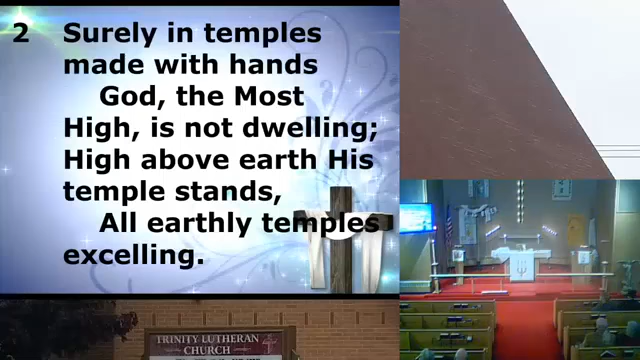 2 Surely in temples
made with hands
God, the Most
High, is not dwelling;
High above earth His
temple stands,
All earthly temples
excelling.
TRINITY LUTHERAN
CHURCH